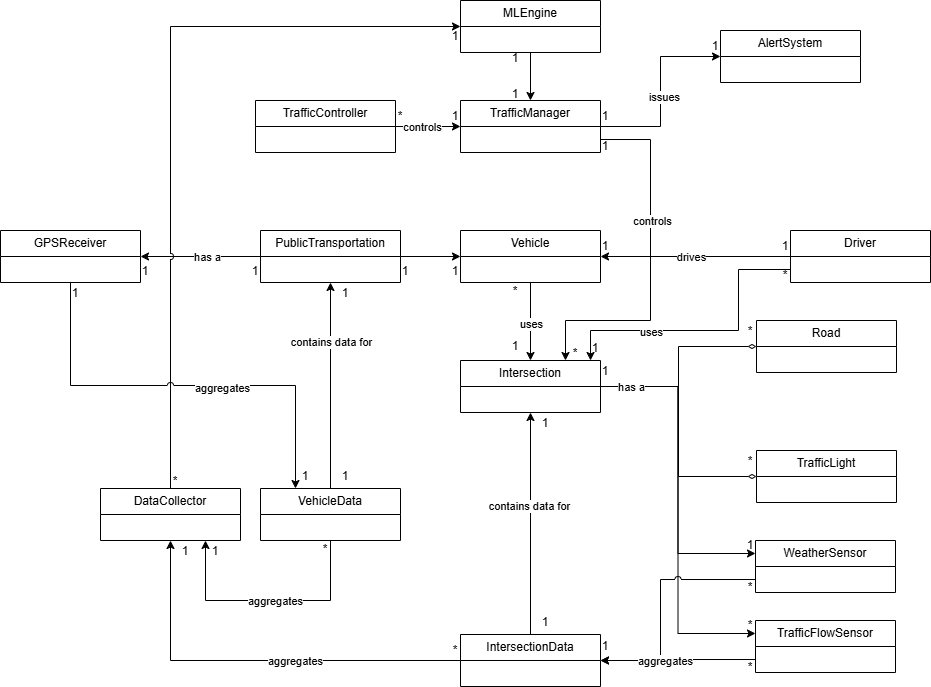 MLEngine
1
1
AlertSystem
1
issues
1
TrafficController
*
controls
1
TrafficManager
1
1
controls
GPSReceiver
1
has a
1
PublicTransportation
1
1
Vehicle
1
drives
1
Driver
*
1
1
*
uses
1
*
1
uses
contains data for
Intersection
1
has a
*
Road
aggregates
1
*
TrafficLight
*
1
1
DataCollector
VehicleData
contains data for
1
1
*
1
WeatherSensor
*
aggregates
1
*
TrafficFlowSensor
*
IntersectionData
1
aggregates
aggregates
*